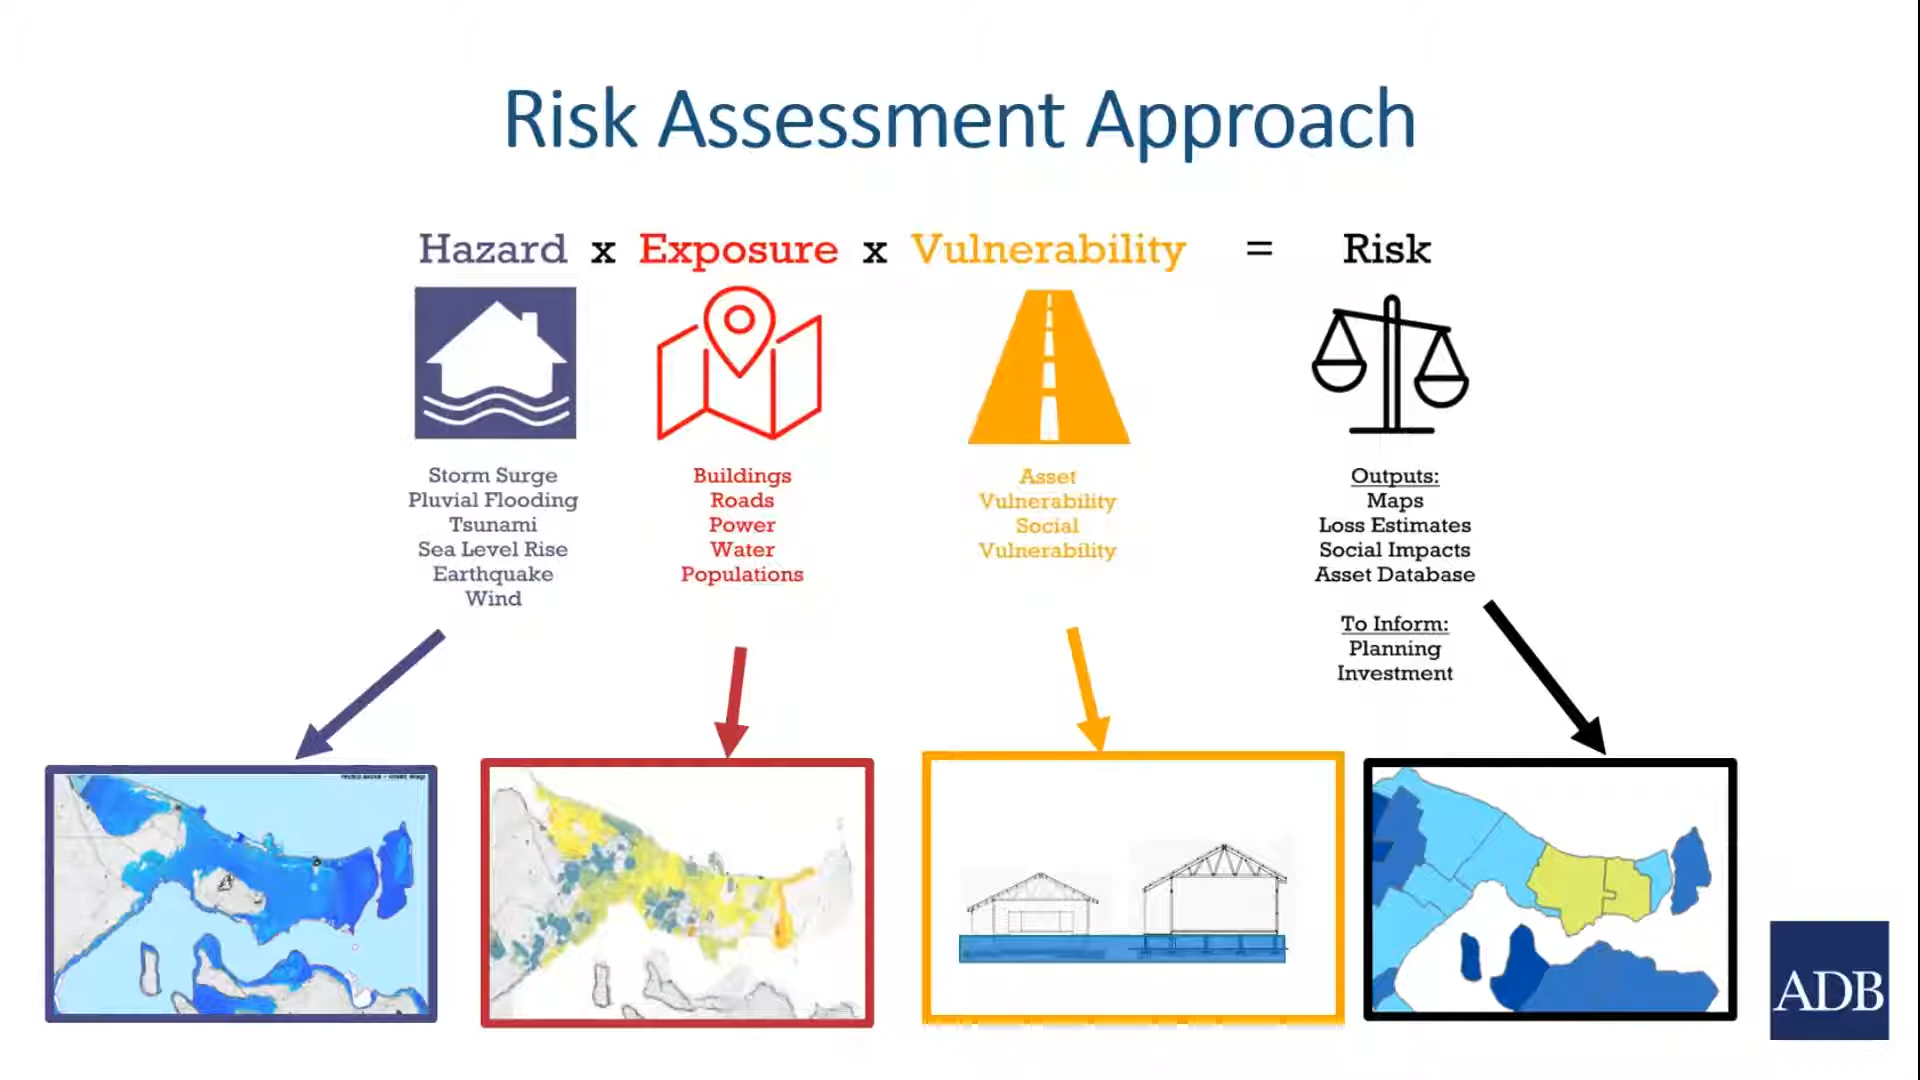 Risk Assessment Approach
Hazard x Exposure x Vulnerability = Risk
Storm Surge
Pluvial Flooding
Tsunami
Sea Level Rise
Earthquake
Wind
Buildings
Roads
Power
Water
Populations
Asset
Vulnerability
Social
Vulnerability
Outputs:
Maps
Loss Estimates
Social Impacts
Asset Database
To Inform:
Planning
Investment
ADB